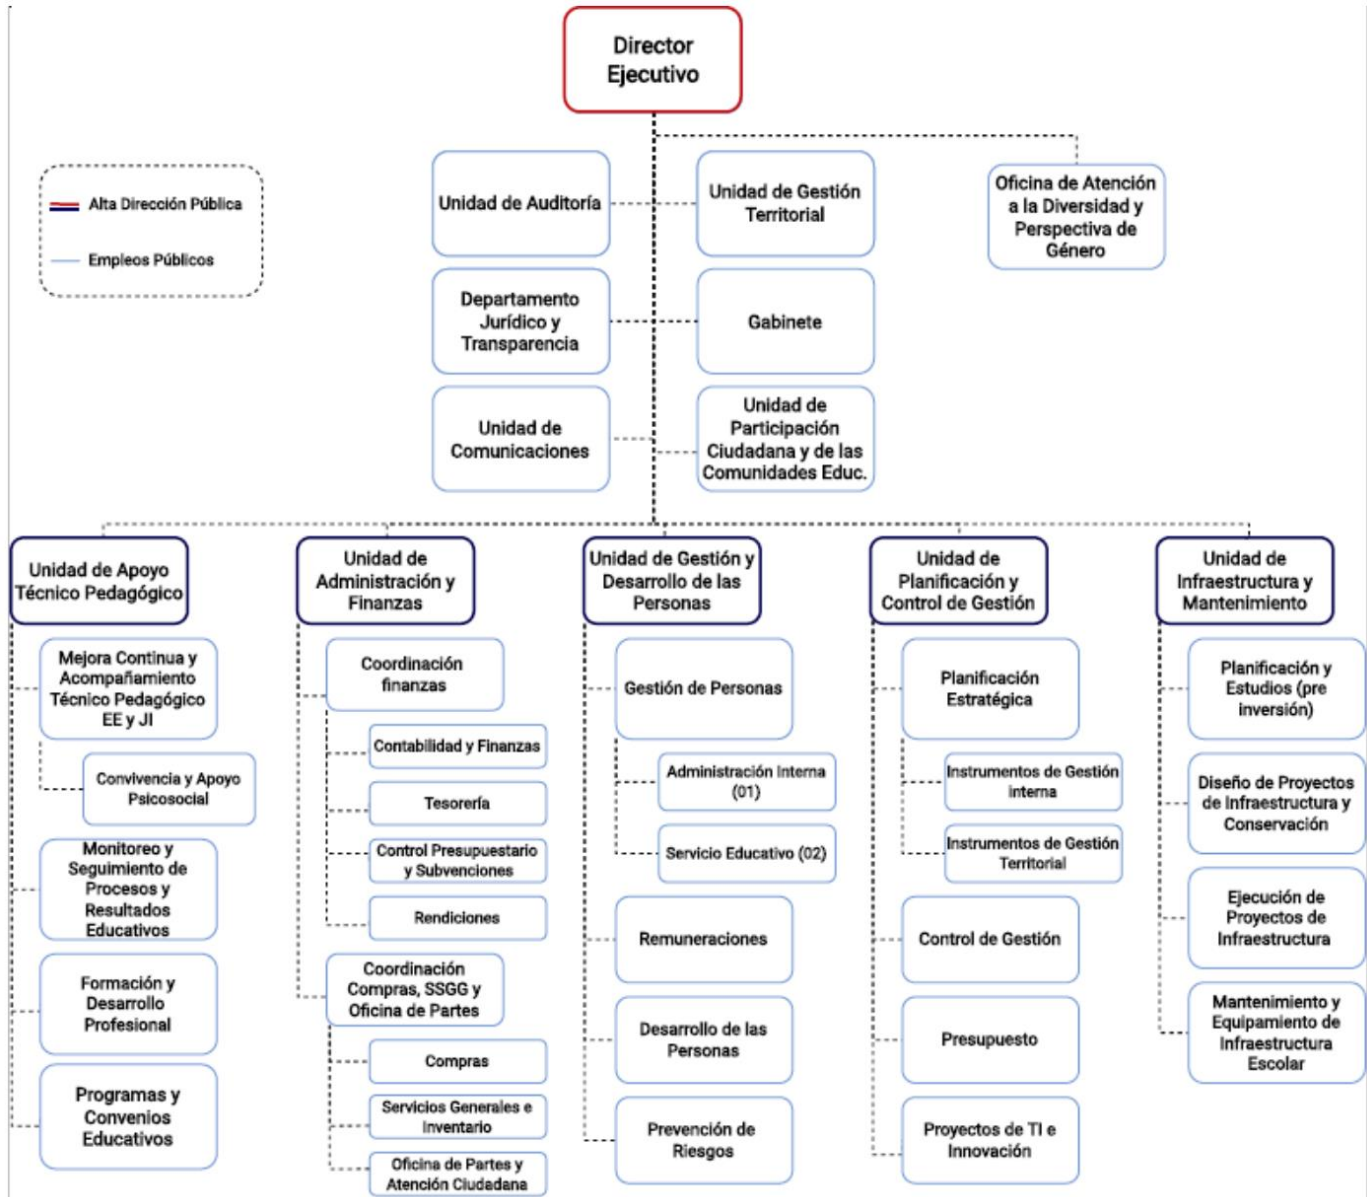 Director
Ejecutivo
Alta Dirección Pública
Empleos Públicos
Unidad de Auditoría
Unidad de Gestión
Territorial
Oficina de Atención
a la Diversidad y
Perspectiva de
Género
Departamento
Jurídico y
Transparencia
Gabinete
Unidad de
Comunicaciones
Unidad de
Participación
Ciudadana y de las
Comunidades Educ.
Unidad de Apoyo
Técnico Pedagógico
Mejora Continua y
Acompañamiento
Técnico Pedagógico
EE y JI
Convivencia y Apoyo
Psicosocial
Monitoreo y
Seguimiento de
Procesos y
Resultados
Educativos
Formación y
Desarrollo
Profesional
Programas y
Convenios
Educativos
Unidad de
Administración y
Finanzas
Coordinación
finanzas
Contabilidad y Finanzas
Tesorería
Control Presupuestario
y Subvenciones
Rendiciones
Coordinación
Compras, SSGG y
Oficina de Partes
Compras
Servicios Generales e
Inventario
Oficina de Partes y
Atención Ciudadana
Unidad de Gestión y
Desarrollo de las
Personas
Gestión de Personas
Administración Interna
(01)
Servicio Educativo (02)
Remuneraciones
Desarrollo de las
Personas
Prevención de
Riesgos
Unidad de
Planificación y
Control de Gestión
Planificación
Estratégica
Instrumentos de Gestión
interna
Instrumentos de Gestión
Territorial
Control de Gestión
Presupuesto
Proyectos de TI e
Innovación
Unidad de
Infraestructura y
Mantenimiento
Planificación y
Estudios (pre
inversión)
Diseño de Proyectos
de Infraestructura y
Conservación
Ejecución de
Proyectos de
Infraestructura
Mantenimiento y
Equipamiento de
Infraestructura
Escolar